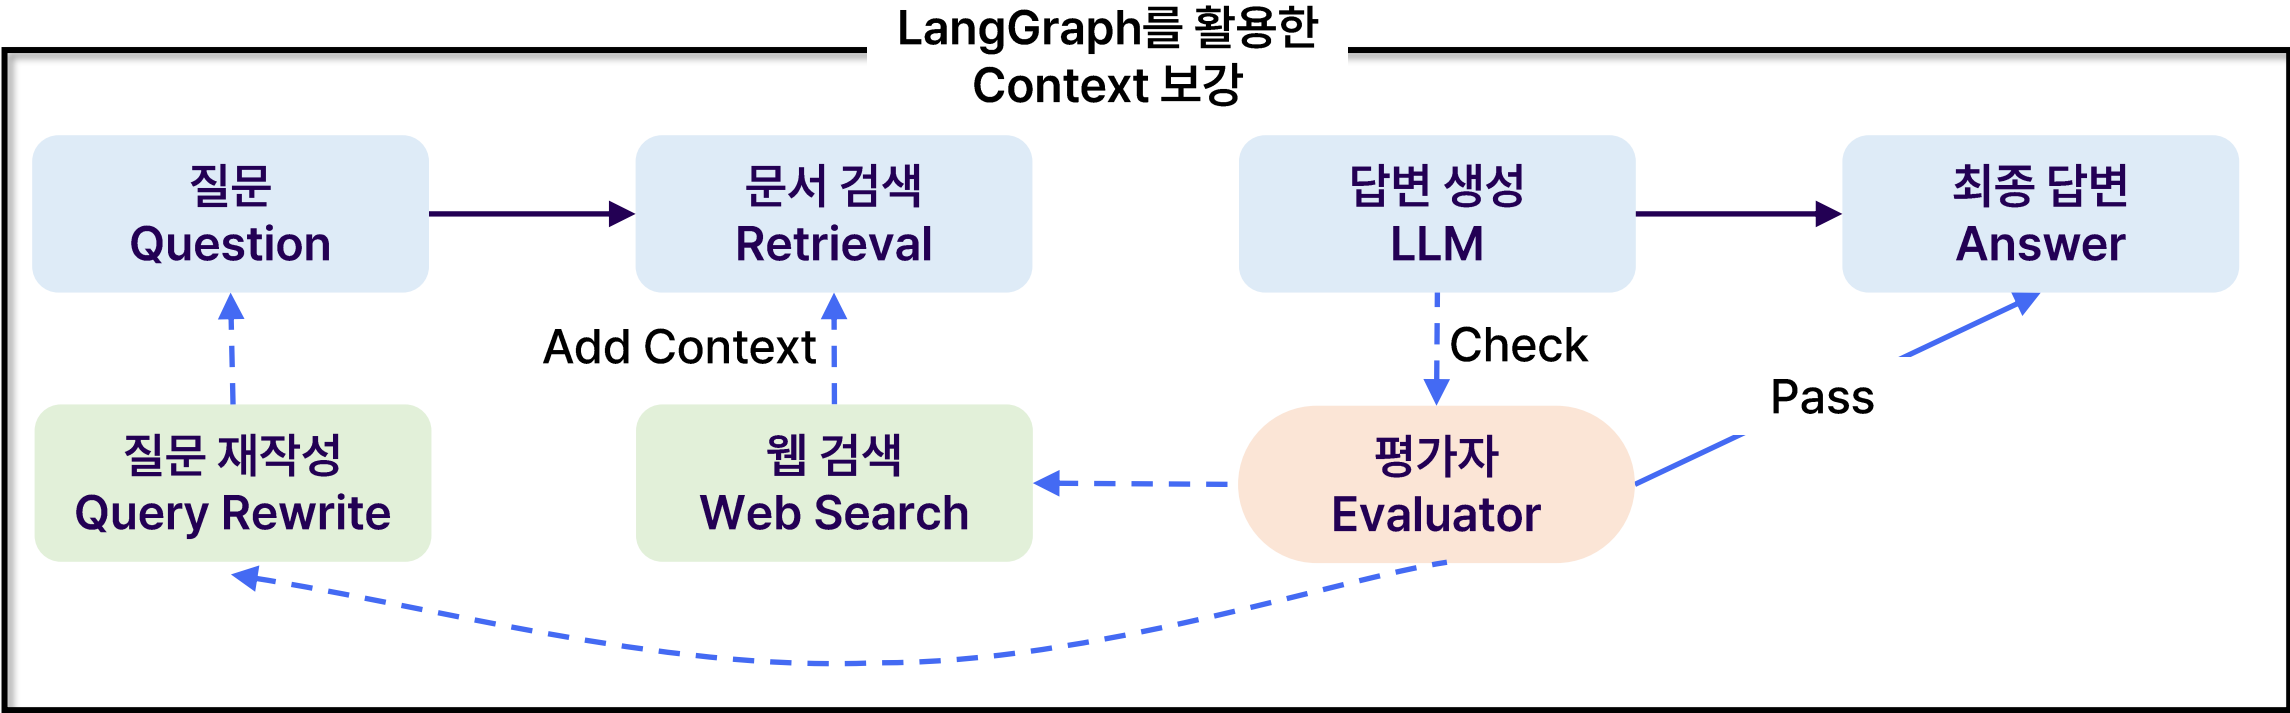 LangGraph를 활용한
Context 보강
질문
Question
문서 검색
Retrieval
답변 생성
LLM
최종 답변
Answer
Add Context
Check
Pass
질문 재작성
Query Rewrite
웹 검색
Web Search
평가자
Evaluator